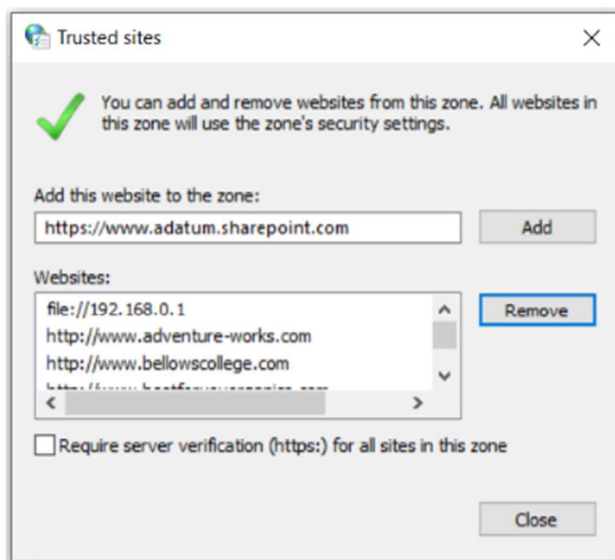 Trusted sites
You can add and remove websites from this zone. All websites in
this zone will use the zone's security settings.
Add this website to the zone:
https://www.adatum.sharepoint.com
Add
Websites:
file://192.168.0.1
Remove
http://www.adventure-works.com
http://www.bellowscollege.com
Require server verification (https:) for all sites in this zone
Close